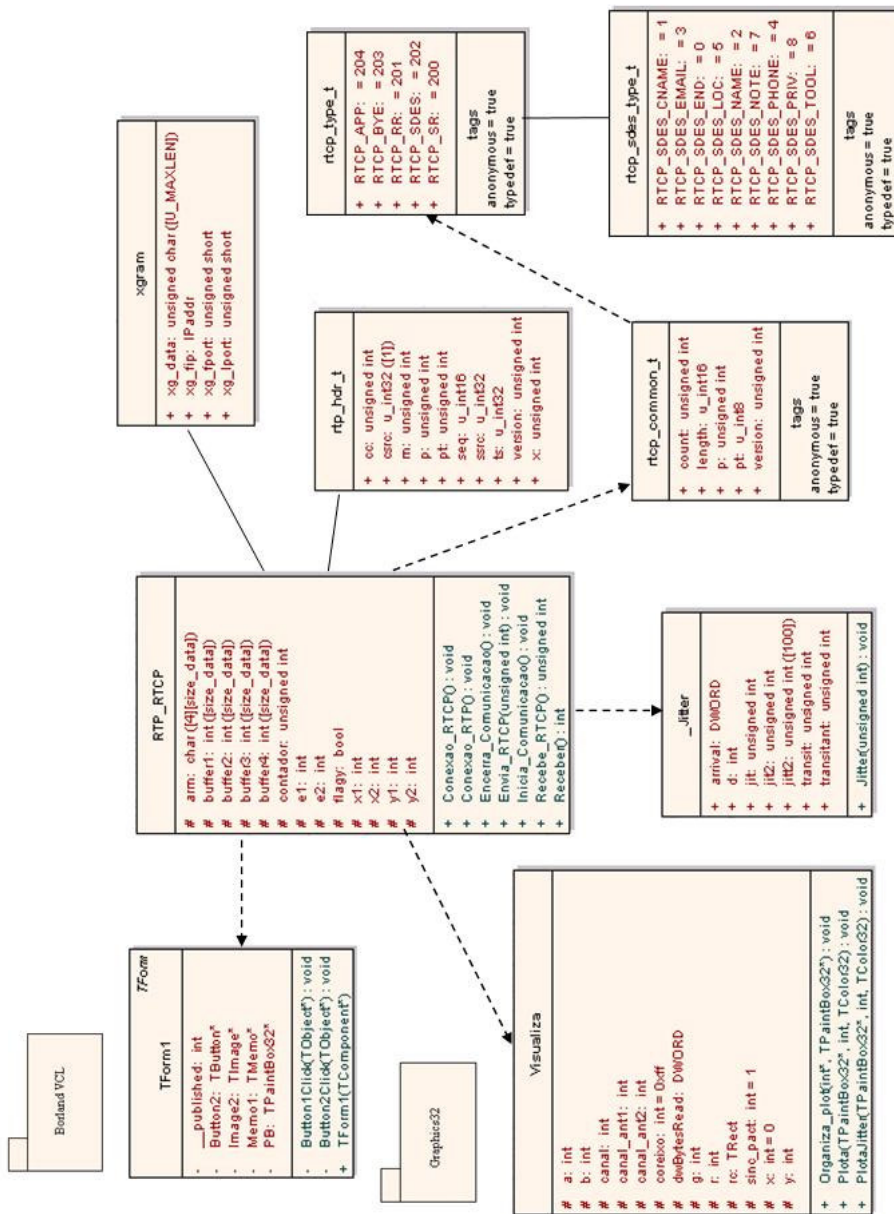 Borland VCL
TForm
TForm1
- __published: int
- Button2: TButton*
- Image2: TImage*
- Memo1: TMemo*
- PB: TPaintBox32*
- Button1Click(TObject*) : void
- Button2Click(TObject*) : void
+ TForm1(TComponent*)
Graphics32
Visualiza
# a: int
# b: int
# canal: int
# canal_ant1: int
# canal_ant2: int
# coreixo: int = 0xff
# dwBytesRead: DWORD
# g: int
# r: int
# rc: TRect
# sinc_pact: int = 1
# x: int = 0
# y: int
+ Organiza_plot(int*, TPaintBox32*) : void
+ Plota(TPaintBox32*, int, TColor32) : void
+ PlotaJitter(TPaintBox32*, int, TColor32) : void
RTP_RTCP
# arm: char ([4][size_data])
# buffer1: int ([size_data])
# buffer2: int ([size_data])
# buffer3: int ([size_data])
# buffer4: int ([size_data])
# contador: unsigned int
# e1: int
# e2: int
# flagy: bool
# x1: int
# x2: int
# y1: int
# y2: int
+ Conexao_RTCP() : void
+ Conexao_RTP() : void
+ Encerra_Comunicacao() : void
+ Envia_RTCP(unsigned int) : void
+ Inicia_Comunicacao() : void
+ Recebe_RTCP() : unsigned int
+ Receber() : int
_Jitter
+ arrival: DWORD
+ d: int
+ jit: unsigned int
+ jit2: unsigned int
+ jitt2: unsigned int ([100])
+ transit: unsigned int
+ transitant: unsigned int
+ Jitter(unsigned int) : void
xgram
+ xg_data: unsigned char ([U_MAXLEN])
+ xg_fip: IPaddr
+ xg_fport: unsigned short
+ xg_lport: unsigned short
rtp_hdr_t
+ cc: unsigned int
+ csrc: u_int32 ([1])
+ m: unsigned int
+ p: unsigned int
+ pt: unsigned int
+ seq: u_int16
+ ssrc: u_int32
+ ts: u_int32
+ version: unsigned int
+ x: unsigned int
rtcp_common_t
+ count: unsigned int
+ length: u_int16
+ p: unsigned int
+ pt: u_int8
+ version: unsigned int
tags
anonymous = true
typedef = true
rtcp_type_t
+ RTCP_APP: = 204
+ RTCP_BYE: = 203
+ RTCP_RR: = 201
+ RTCP_SDES: = 202
+ RTCP_SR: = 200
tags
anonymous = true
typedef = true
rtcp_sdes_type_t
+ RTCP_SDES_CNAME: = 1
+ RTCP_SDES_EMAIL: = 3
+ RTCP_SDES_END: = 0
+ RTCP_SDES_LOC: = 5
+ RTCP_SDES_NAME: = 2
+ RTCP_SDES_NOTE: = 7
+ RTCP_SDES_PHONE: = 4
+ RTCP_SDES_PRIV: = 8
+ RTCP_SDES_TOOL: = 6
tags
anonymous = true
typedef = true